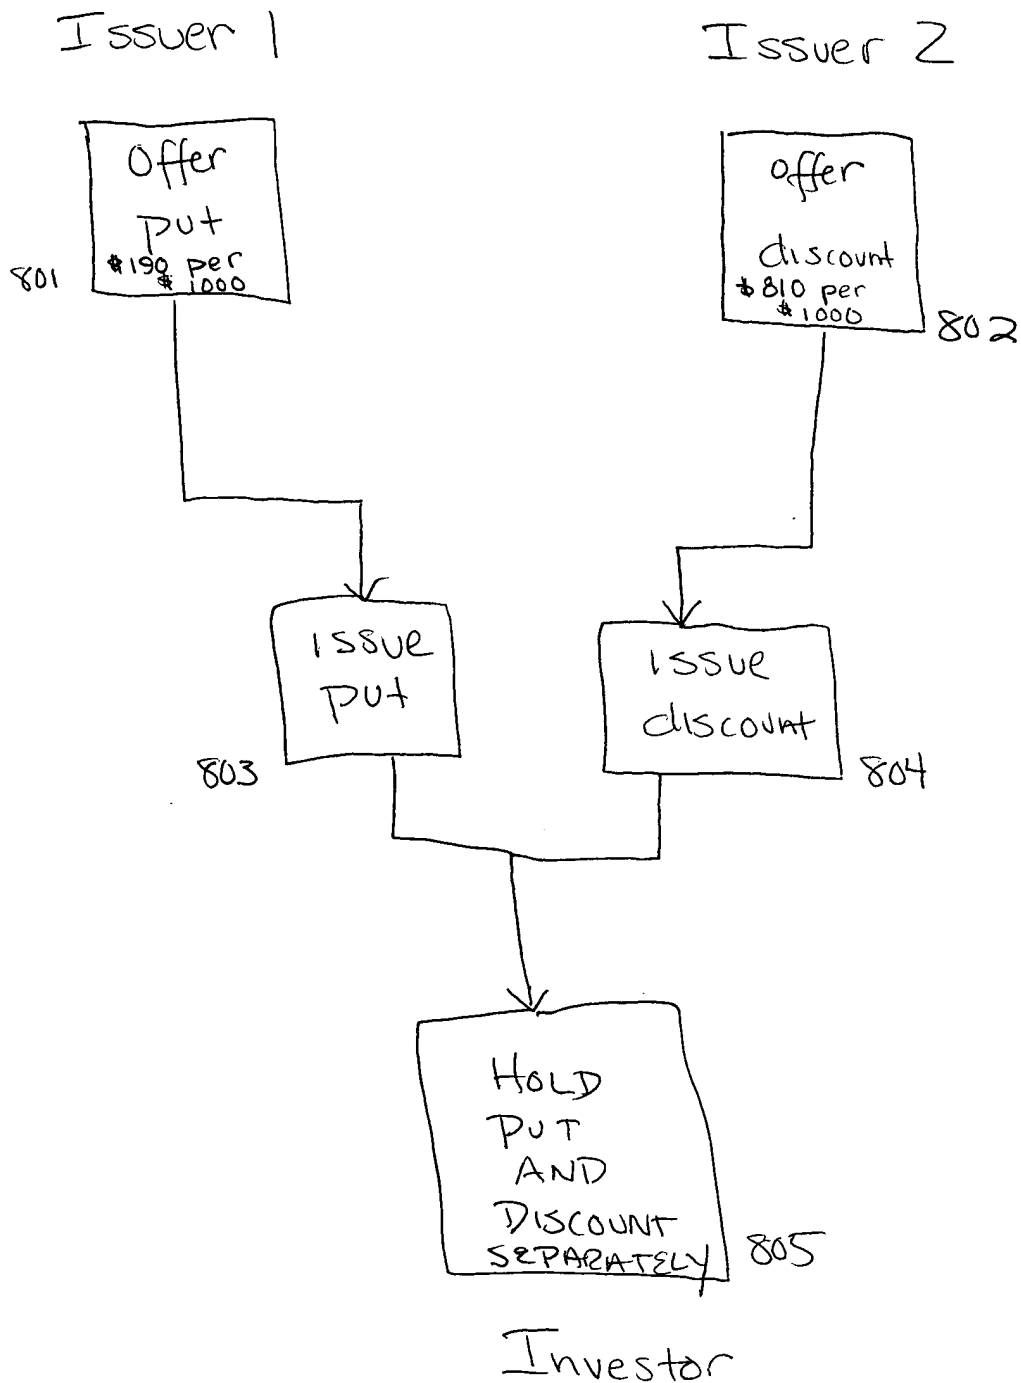 Issuer 1
Issuer 2
Offer
put
$190 per
$1000
801
offer
discount
$810 per
$1000
802
issue
put
803
issue
discount
804
HOLD
PUT
AND
DISCOUNT
SEPARATELY
805
Investor